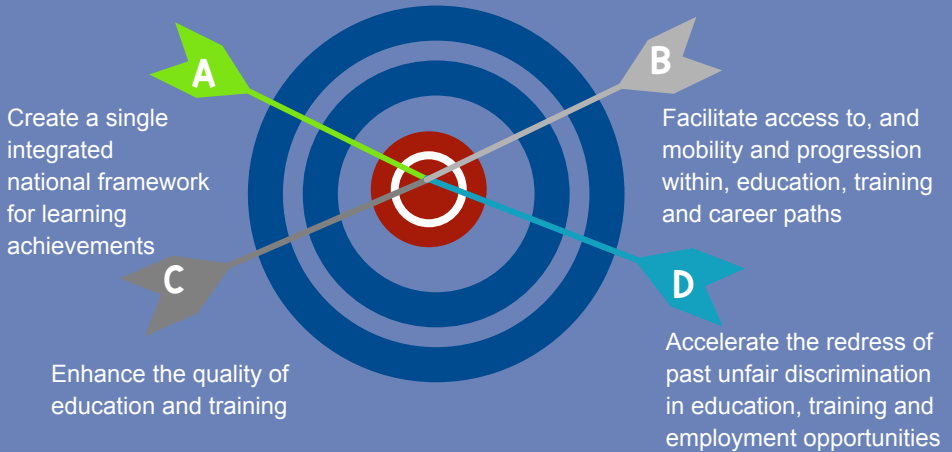 A
Create a single
integrated
national framework
for learning
achievements
B
Facilitate access to, and
mobility and progression
within, education, training
and career paths
C
Enhance the quality of
education and training
D
Accelerate the redress of
past unfair discrimination
in education, training and
employment opportunities